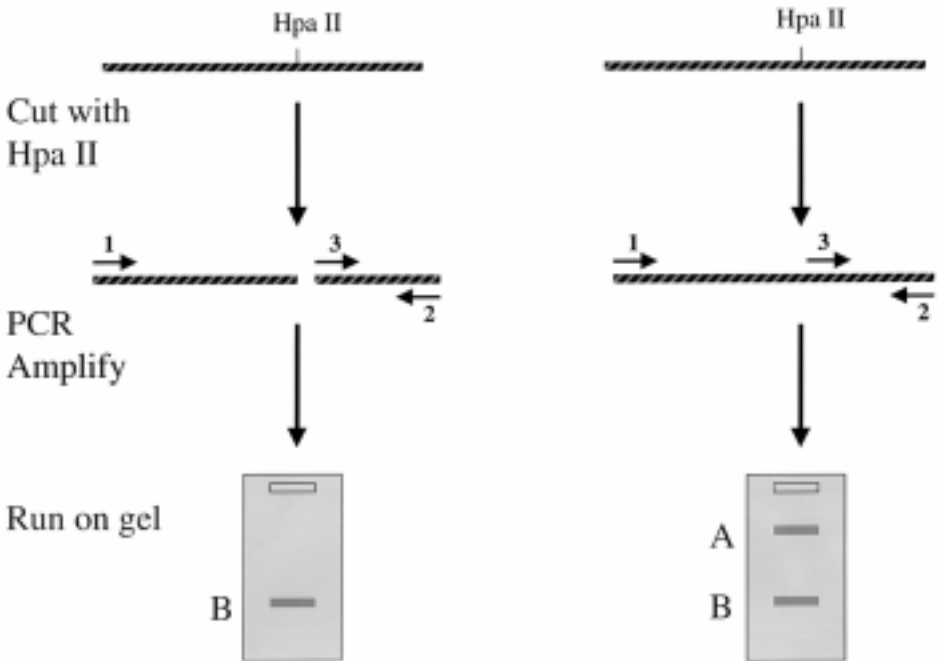 Hpa II
Hpa II
Cut with
Hpa II
1
3
2
1
3
2
PCR
Amplify
Run on gel
B
A
B